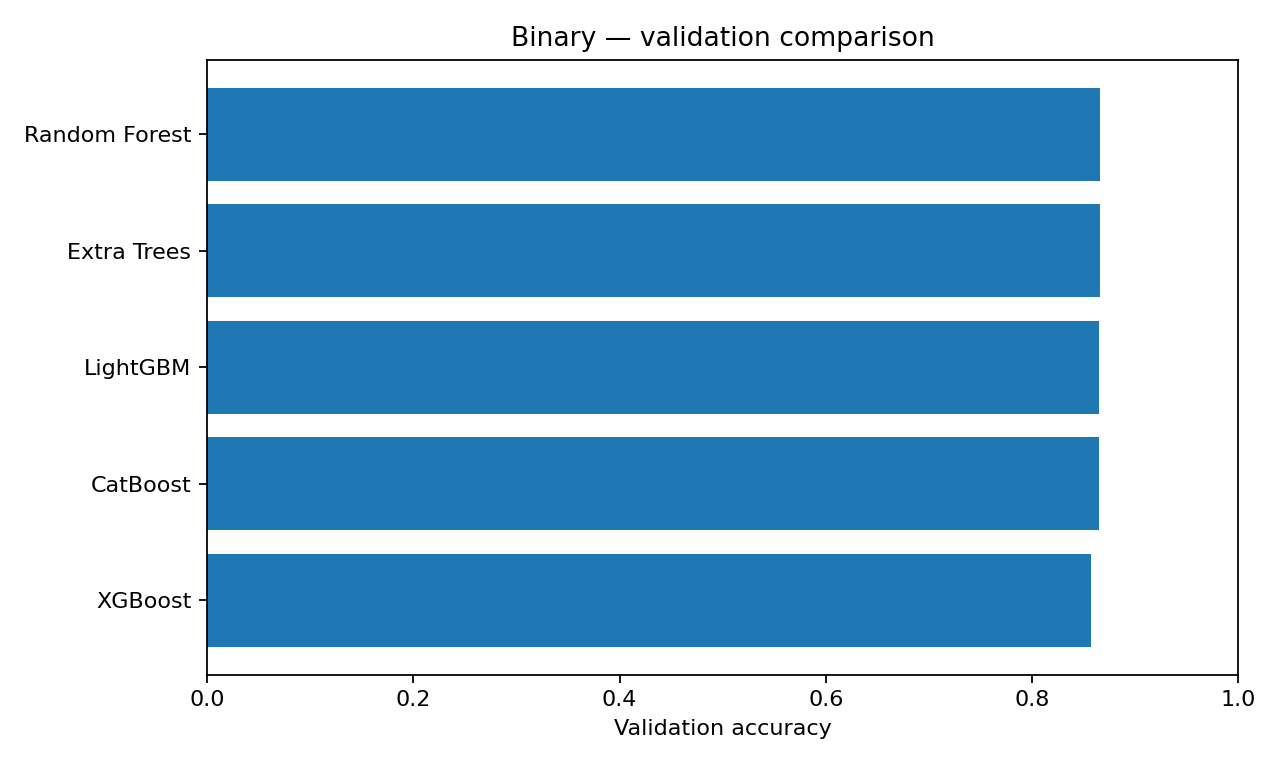 Binary — validation comparison
Random Forest
Extra Trees
LightGBM
CatBoost
XGBoost
0.0 0.2 0.4 0.6 0.8 1.0
Validation accuracy